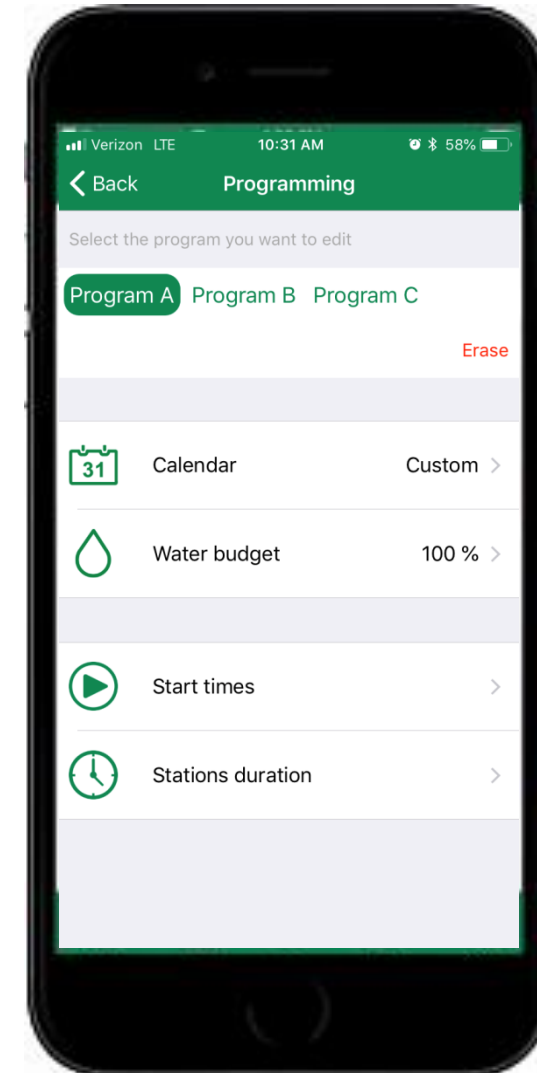 Verizon LTE 10:31 AM 58%
Back Programming
Select the program you want to edit
Program A Program B Program C
Erase
31 Calendar Custom
Water budget 100 %
Start times
Stations duration